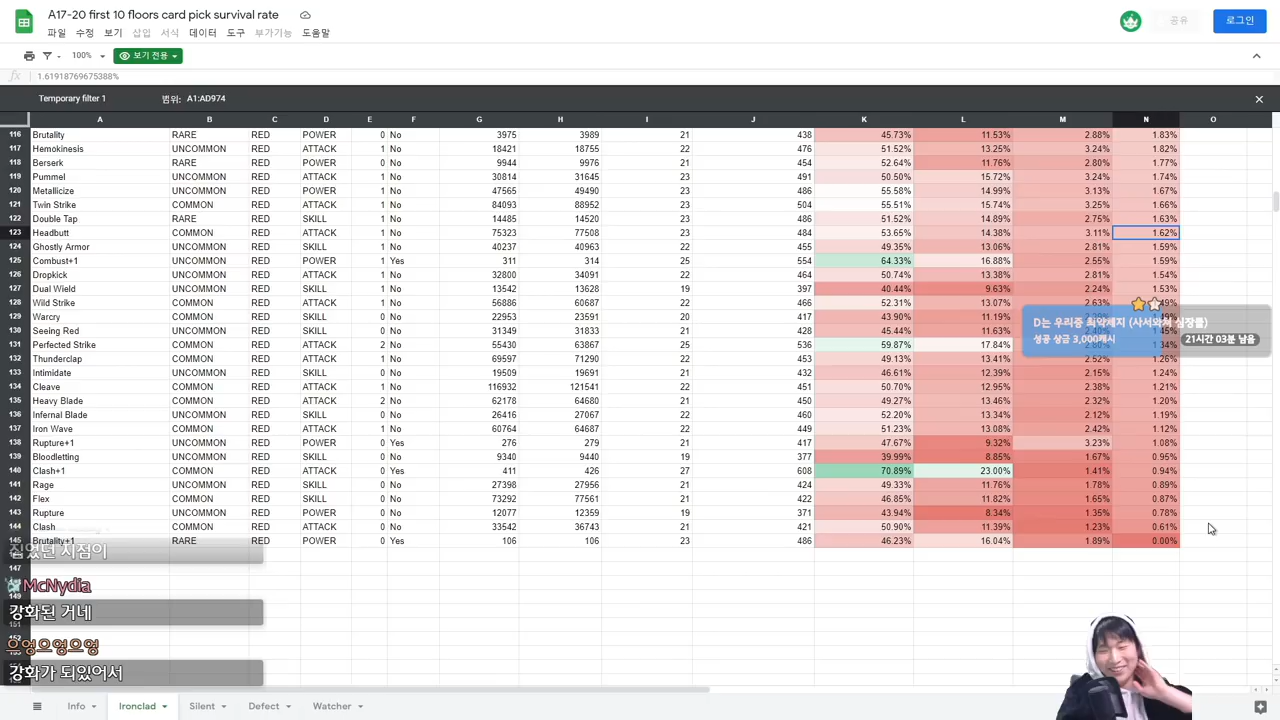 A17-20 first 10 floors card pick survival rate
공유
로그인
파일 수정 보기 삽입 서식 데이터 도구 부가기능 도움말
100% 보기 전용
fx 1.61918769675388%
Temporary filter 1 범위: A1:AD974
A B C D E F G H I J K L M N O
116 Brutality RARE RED POWER 0 No 3975 3989 21 438 45.73% 11.53% 2.88% 1.83%
117 Hemokinesis UNCOMMON RED ATTACK 1 No 18421 18755 22 476 51.52% 13.25% 3.24% 1.82%
118 Berserk RARE RED POWER 0 No 9944 9976 21 454 52.64% 11.76% 2.80% 1.77%
119 Pummel UNCOMMON RED ATTACK 1 No 30814 31645 23 491 50.50% 15.72% 3.24% 1.74%
120 Metallicize UNCOMMON RED POWER 1 No 47565 49490 23 486 55.58% 14.99% 3.13% 1.67%
121 Twin Strike COMMON RED ATTACK 1 No 84093 88952 23 504 55.51% 15.74% 3.25% 1.66%
122 Double Tap RARE RED SKILL 1 No 14485 14520 23 486 51.52% 14.89% 2.75% 1.63%
123 Headbutt COMMON RED ATTACK 1 No 75323 77508 23 484 53.65% 14.38% 3.11% 1.62%
124 Ghostly Armor UNCOMMON RED SKILL 1 No 40237 40963 22 455 49.35% 13.06% 2.81% 1.59%
125 Combust+1 UNCOMMON RED POWER 1 Yes 311 314 25 554 64.33% 16.88% 2.55% 1.59%
126 Dropkick UNCOMMON RED ATTACK 1 No 32800 34091 22 464 50.74% 13.38% 2.81% 1.54%
127 Dual Wield UNCOMMON RED SKILL 1 No 13542 13628 19 397 40.44% 9.63% 2.24% 1.53%
128 Wild Strike COMMON RED ATTACK 1 No 56886 60687 22 466 52.31% 13.07% 2.63%
129 Warcry COMMON RED SKILL 0 No 22953 23591 20 417 43.90% 11.19%
130 Seeing Red UNCOMMON RED SKILL 1 No 31349 31833 21 428 45.44% 11.63%
131 Perfected Strike COMMON RED ATTACK 2 No 55430 63867 25 536 59.87% 17.84%
132 Thunderclap COMMON RED ATTACK 1 No 69597 71290 22 453 49.13% 13.41% 2.52% 1.26%
133 Intimidate UNCOMMON RED SKILL 0 No 19509 19691 21 432 46.61% 12.39% 2.15% 1.24%
134 Cleave COMMON RED ATTACK 1 No 116932 121541 22 451 50.70% 12.95% 2.38% 1.21%
135 Heavy Blade COMMON RED ATTACK 2 No 62178 64680 21 450 49.27% 13.46% 2.32% 1.20%
136 Infernal Blade UNCOMMON RED SKILL 1 No 26416 27067 22 460 52.20% 13.34% 2.12% 1.19%
137 Iron Wave COMMON RED ATTACK 1 No 60764 64687 22 449 51.23% 13.08% 2.42% 1.12%
138 Rupture+1 UNCOMMON RED POWER 0 Yes 276 279 21 417 47.67% 9.32% 3.23% 1.08%
139 Bloodletting UNCOMMON RED SKILL 0 No 9340 9440 19 377 39.99% 8.85% 1.67% 0.95%
140 Clash+1 COMMON RED ATTACK 0 Yes 411 426 27 608 70.89% 23.00% 1.41% 0.94%
141 Rage UNCOMMON RED SKILL 0 No 27398 27956 21 424 49.33% 11.76% 1.78% 0.89%
142 Flex COMMON RED SKILL 0 No 73292 77561 21 422 46.85% 11.82% 1.65% 0.87%
143 Rupture UNCOMMON RED POWER 1 No 12077 12359 19 371 43.94% 8.34% 1.35% 0.78%
144 Clash COMMON RED ATTACK 0 No 33542 36743 21 421 50.90% 11.39% 1.23% 0.61%
145 Brutality+1 RARE RED POWER 0 Yes 106 106 23 486 46.23% 16.04% 1.89% 0.00%
147
D는 우리중 최약체지 (사서와쳐 심장룰)
성공 상금 3,000캐시
21시간 03분 남음
집었던 지점이
McNydia
강화된 거네
으엉으엉으엉
강화가 되있어서
Info Ironclad Silent Defect Watcher